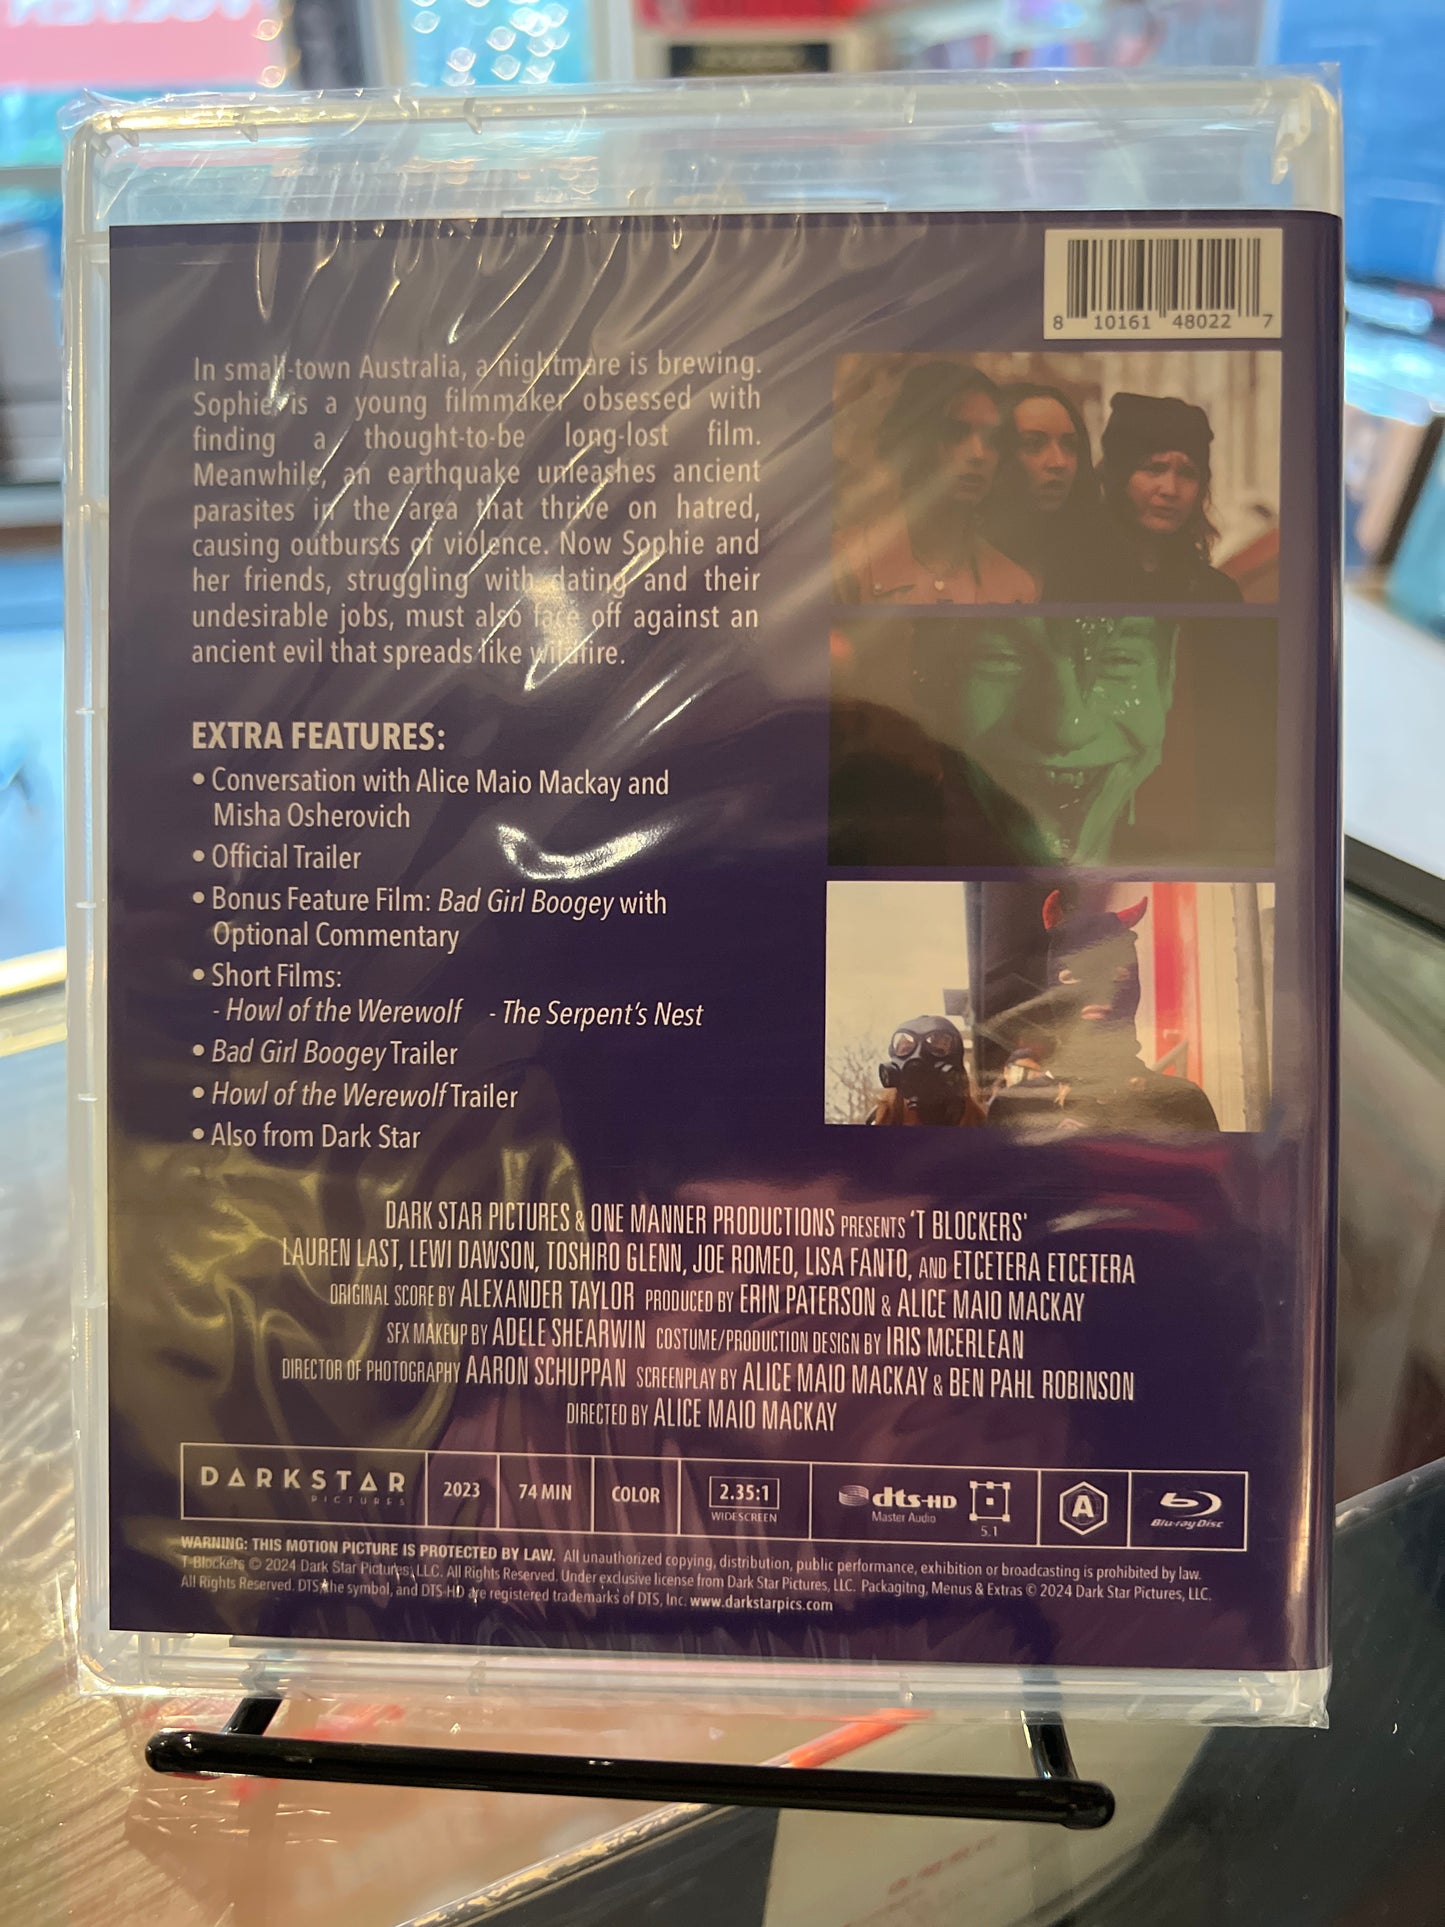 8 10161 48022 7
In small-town Australia, a nightmare is brewing.
Sophie is a young filmmaker obsessed with
finding a thought-to-be long-lost film.
Meanwhile, an earthquake unleashes ancient
parasites in the area that thrive on hatred,
causing outbursts of violence. Now Sophie and
her friends, struggling with dating and their
undesirable jobs, must also face off against an
ancient evil that spreads like wildfire.
EXTRA FEATURES:
• Conversation with Alice Maio Mackay and
Misha Osherovich
• Official Trailer
• Bonus Feature Film: Bad Girl Boogey with
Optional Commentary
• Short Films:
- Howl of the Werewolf - The Serpent's Nest
• Bad Girl Boogey Trailer
• Howl of the Werewolf Trailer
• Also from Dark Star
DARK STAR PICTURES & ONE MANNER PRODUCTIONS PRESENTS 'T BLOCKERS'
LAUREN LAST, LEWI DAWSON, TOSHIRO GLENN, JOE ROMEO, LISA FANTO, AND ETCETERA ETCETERA
ORIGINAL SCORE BY ALEXANDER TAYLOR PRODUCED BY ERIN PATERSON & ALICE MAIO MACKAY
SFX MAKEUP BY ADELE SHEARWIN COSTUME/PRODUCTION DESIGN BY IRIS MCERLEAN
DIRECTOR OF PHOTOGRAPHY AARON SCHUPPAN SCREENPLAY BY ALICE MAIO MACKAY & BEN PAHL ROBINSON
DIRECTED BY ALICE MAIO MACKAY
DARKSTAR 2023 74 MIN COLOR 2.35:1 dts-HD A
PICTURES WIDESCREEN Master Audio 5.1 Blu-ray Disc
WARNING: THIS MOTION PICTURE IS PROTECTED BY LAW. All unauthorized copying, distribution, public performance, exhibition or broadcasting is prohibited by law.
T-Blockers © 2024 Dark Star Pictures, LLC. All Rights Reserved. Under exclusive license from Dark Star Pictures, LLC. Packagitng, Menus & Extras © 2024 Dark Star Pictures, LLC.
All Rights Reserved. DTS, the symbol, and DTS-HD are registered trademarks of DTS, Inc. www.darkstarpics.com